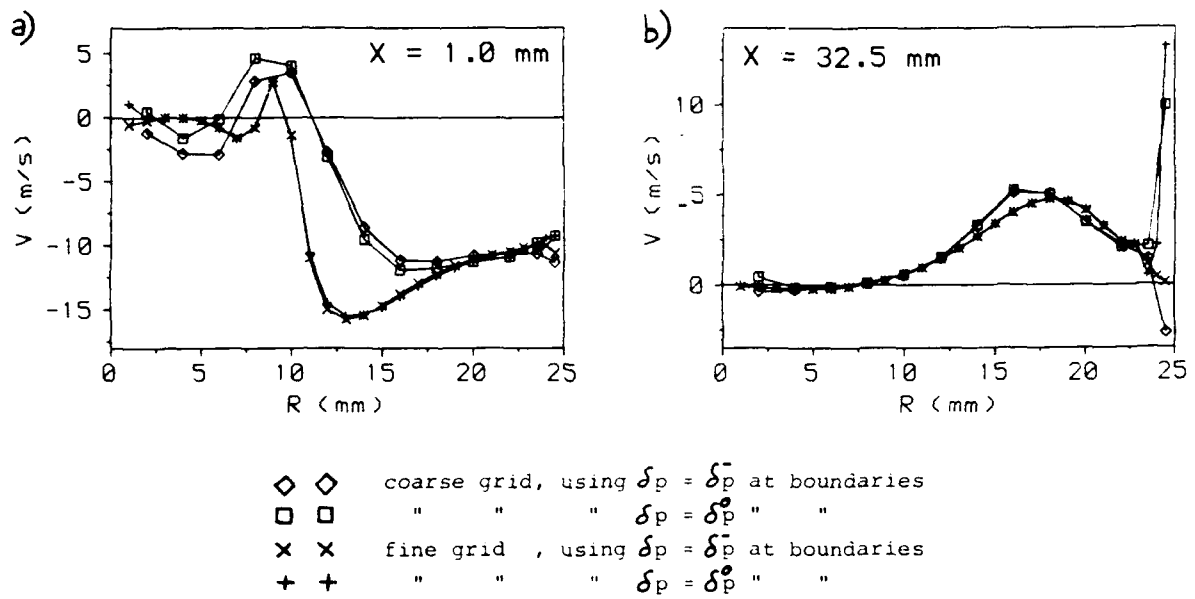 a)
X = 1.0 mm
5
0
-5
-10
-15
V (m/s)
0 5 10 15 20 25
R (mm)
b)
X = 32.5 mm
10
5
0
V (m/s)
0 5 10 15 20 25
R (mm)
coarse grid, using δp = δp⁻ at boundaries
" " " δp = δp⁰ " "
fine grid , using δp = δp⁻ at boundaries
" " " δp = δp⁰ " "